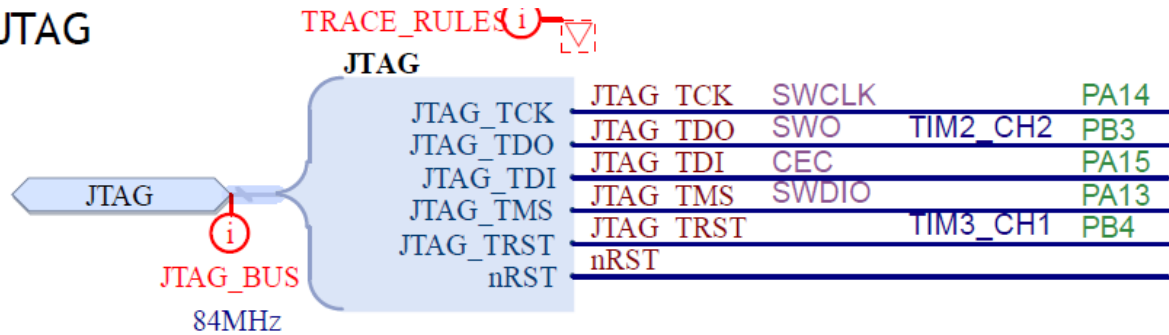 JTAG
TRACE_RULES i
JTAG
JTAG_TCK JTAG_TCK SWCLK PA14
JTAG_TDO JTAG_TDO SWO TIM2_CH2 PB3
JTAG_TDI JTAG_TDI CEC PA15
JTAG
JTAG_TMS JTAG_TMS SWDIO PA13
JTAG_TRST JTAG_TRST TIM3_CH1 PB4
i
nRST nRST
JTAG_BUS
84MHz